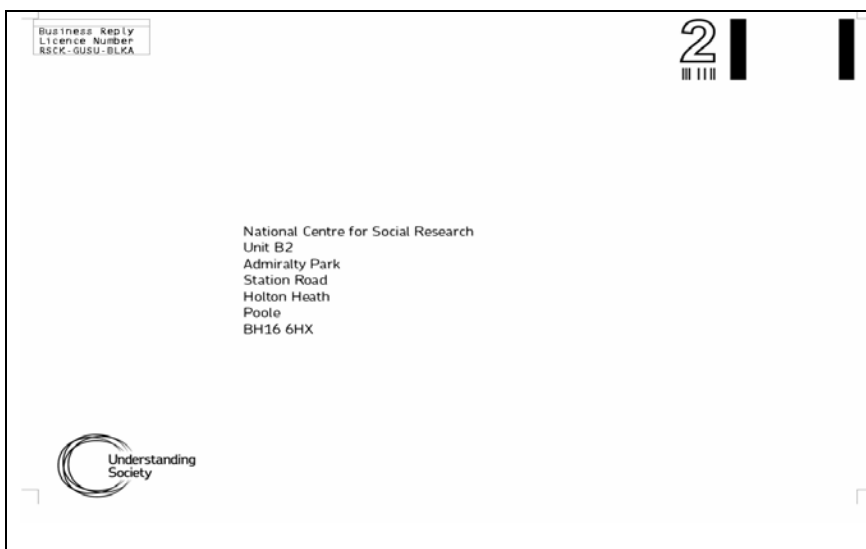 Business Reply
Licence Number
RSCK-GUSU-BLKA
2
National Centre for Social Research
Unit B2
Admiralty Park
Station Road
Holton Heath
Poole
BH16 6HX
Understanding
Society